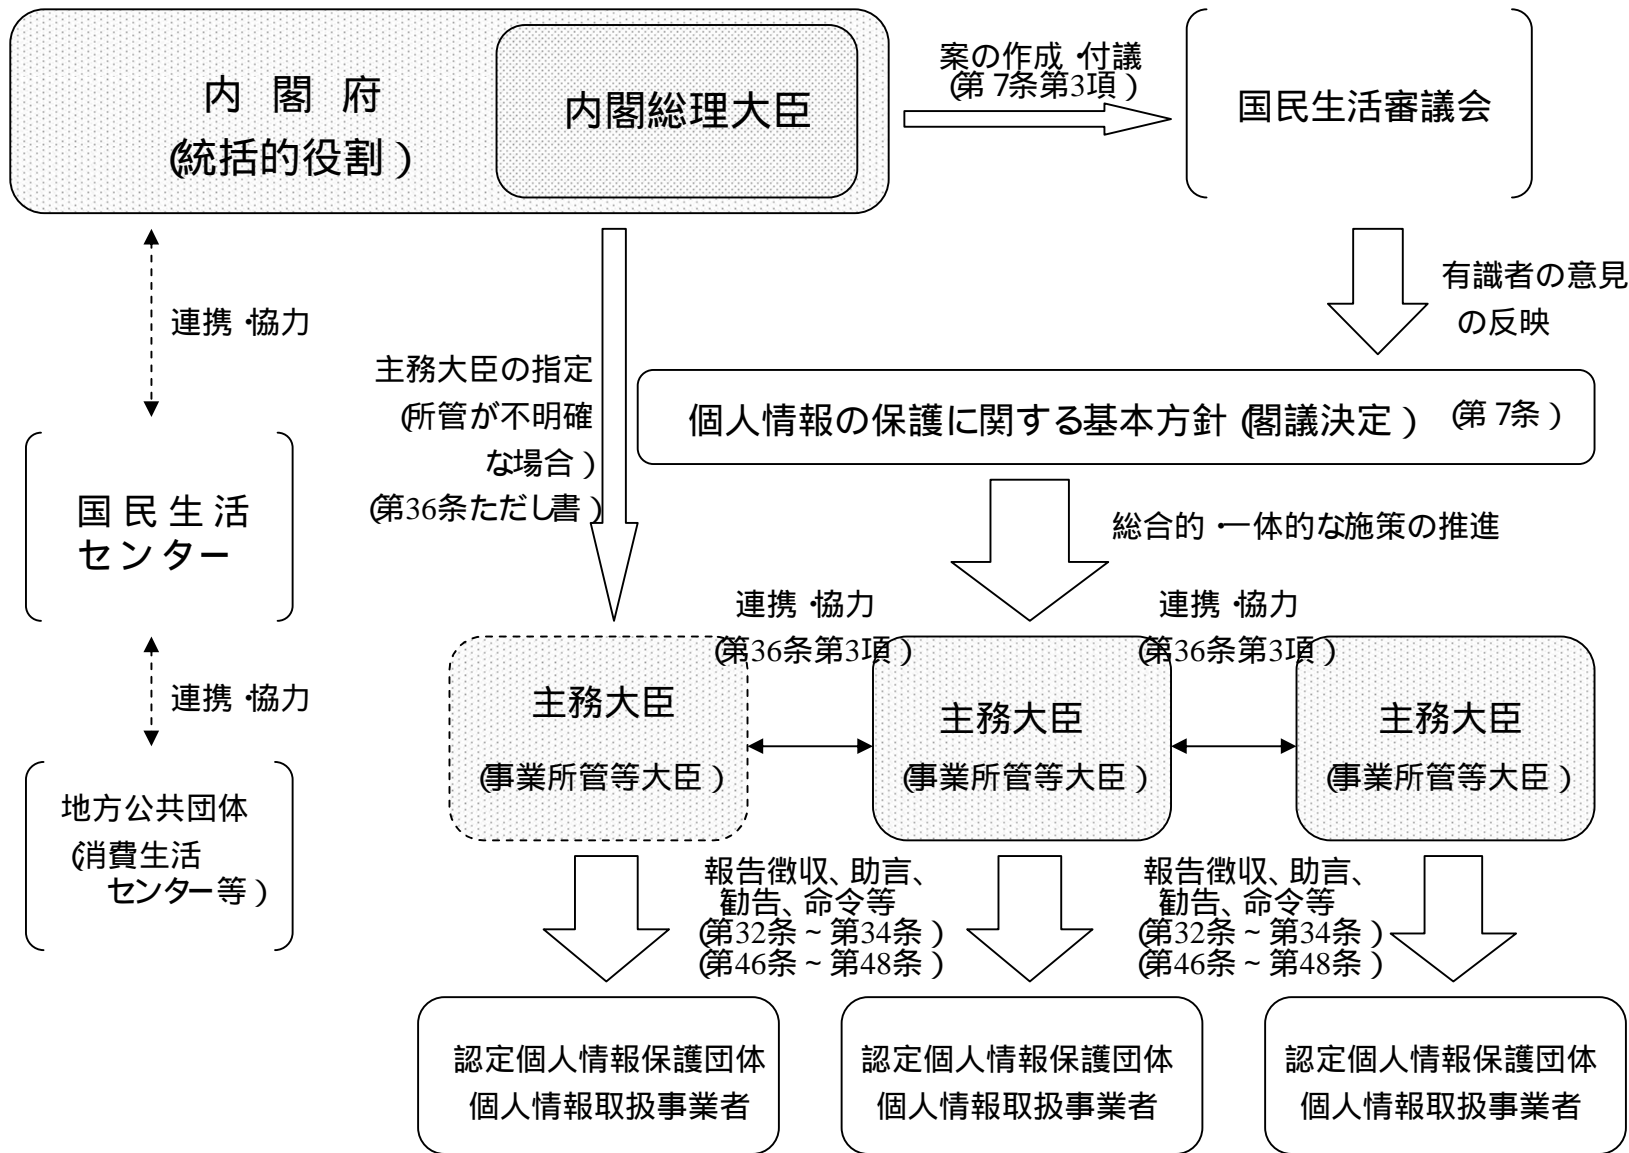 内 閣 府
(統括的役割)
内閣総理大臣
案の作成・付議
(第7条第3項)
国民生活審議会
連携・協力
有識者の意見
の反映
主務大臣の指定
(所管が不明確
な場合)
(第36条ただし書)
個人情報の保護に関する基本方針(閣議決定) (第7条)
国民生活
センター
総合的・一体的な施策の推進
連携・協力
(第36条第3項)
連携・協力
(第36条第3項)
連携・協力
主務大臣
(事業所管等大臣)
主務大臣
(事業所管等大臣)
主務大臣
(事業所管等大臣)
地方公共団体
(消費生活
センター等)
報告徴収、助言、
勧告、命令等
(第32条~第34条)
(第46条~第48条)
報告徴収、助言、
勧告、命令等
(第32条~第34条)
(第46条~第48条)
認定個人情報保護団体
個人情報取扱事業者
認定個人情報保護団体
個人情報取扱事業者
認定個人情報保護団体
個人情報取扱事業者